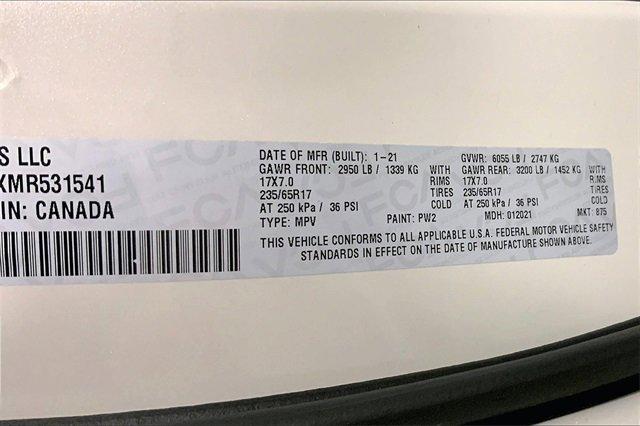 S LLC
XMR531541
IN: CANADA
DATE OF MFR (BUILT): 1-21 GVWR: 6055 LB / 2747 KG
GAWR FRONT: 2950 LB / 1339 KG WITH GAWR REAR: 3200 LB / 1452 KG WITH
17X7.0 RIMS 17X7.0 RIMS
235/65R17 TIRES 235/65R17 TIRES
AT 250 kPa / 36 PSI COLD AT 250 kPa / 36 PSI COLD
TYPE: MPV PAINT: PW2 MDH: 012021 MKT: 875
THIS VEHICLE CONFORMS TO ALL APPLICABLE U.S.A. FEDERAL MOTOR VEHICLE SAFETY
STANDARDS IN EFFECT ON THE DATE OF MANUFACTURE SHOWN ABOVE.